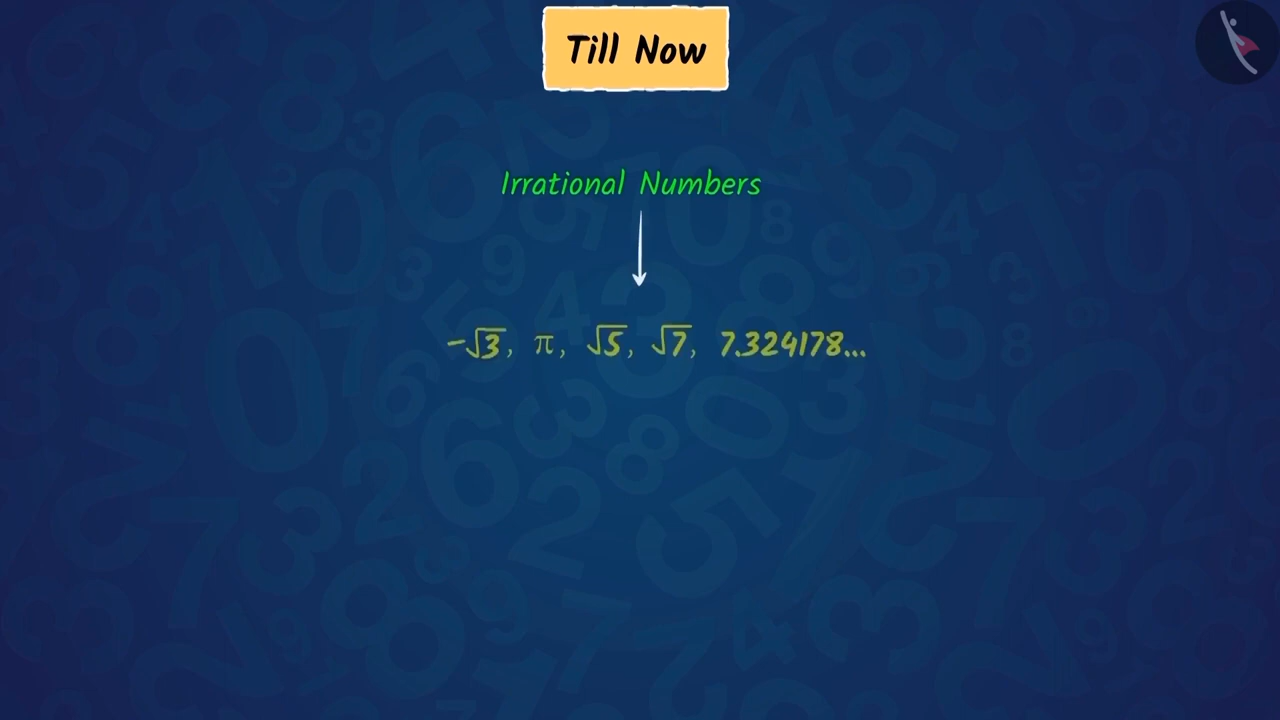 Till Now
Irrational Numbers
-√3, π, √5, √7, 7.324178...